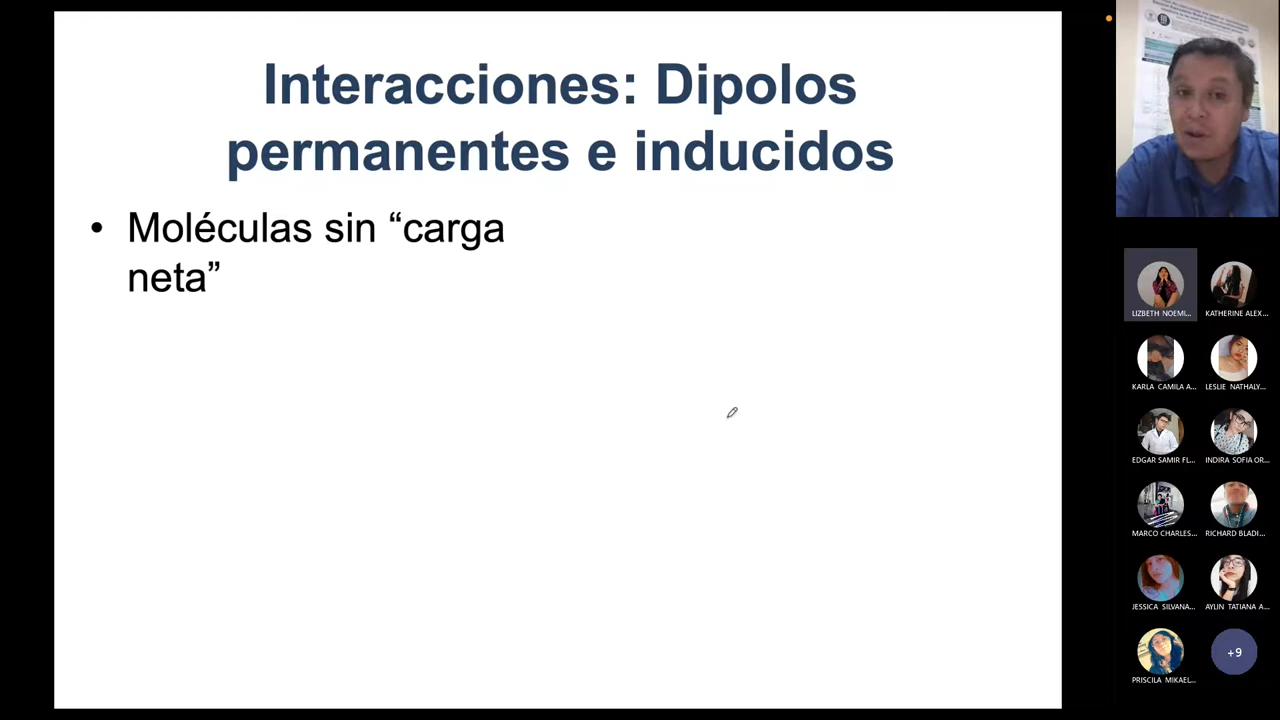 Interacciones: Dipolos
permanentes e inducidos
• Moléculas sin “carga
neta”
LIZBETH NOEMI...
KATHERINE ALEX...
KARLA CAMILA A...
LESLIE NATHALY...
EDGAR SAMIR FL...
INDIRA SOFIA OR...
MARCO CHARLES...
RICHARD BLADI...
JESSICA SILVANA...
AYLIN TATIANA A...
PRISCILA MIKAEL...
+9